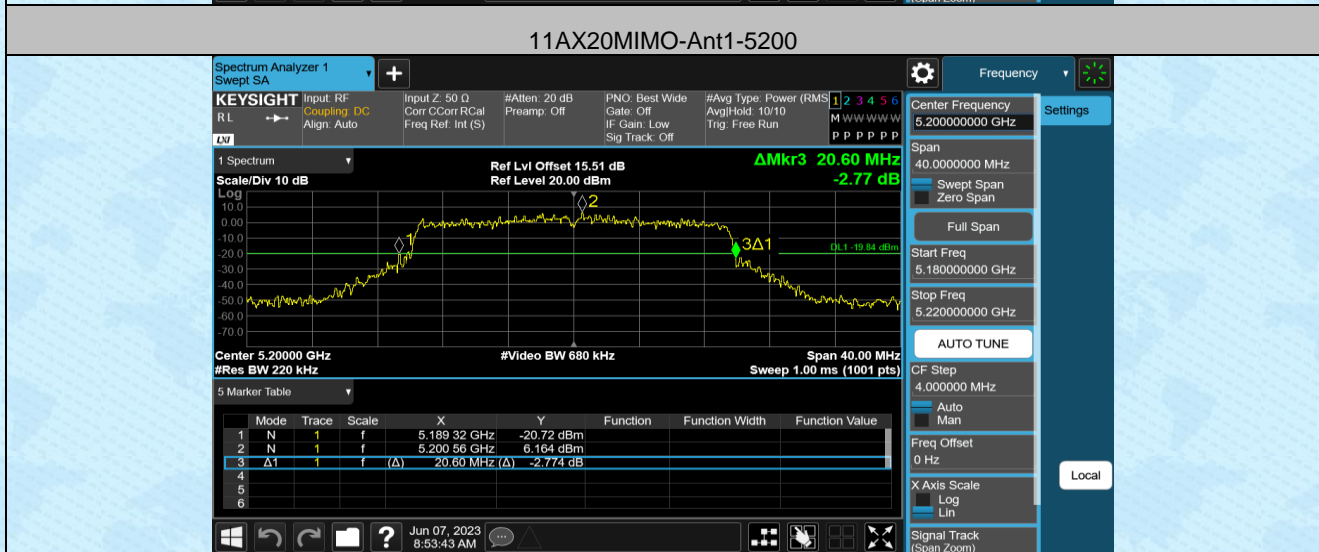 (Span Zoom)
11AX20MIMO-Ant1-5200
Spectrum Analyzer 1
Swept SA
Frequency
KEYSIGHT
R L
LXI
Input: RF
Coupling: DC
Align: Auto
Input Z: 50 Ω
Corr CCorr RCal
Freq Ref: Int (S)
#Atten: 20 dB
Preamp: Off
PNO: Best Wide
Gate: Off
IF Gain: Low
Sig Track: Off
#Avg Type: Power (RMS
Avg|Hold: 10/10
Trig: Free Run
1 2 3 4 5 6
M W W W W W
P P P P P P
1 Spectrum
Scale/Div 10 dB
Ref Lvl Offset 15.51 dB
Ref Level 20.00 dBm
ΔMkr3 20.60 MHz
-2.77 dB
Log
10.0
0.00
-10.0
-20.0
-30.0
-40.0
-50.0
-60.0
-70.0
1
2
3Δ1
DL1 -19.84 dBm
Center 5.20000 GHz
#Video BW 680 kHz
Span 40.00 MHz
#Res BW 220 kHz
Sweep 1.00 ms (1001 pts)
5 Marker Table
Mode Trace Scale X Y Function Function Width Function Value
1 N 1 f 5.189 32 GHz -20.72 dBm
2 N 1 f 5.200 56 GHz 6.164 dBm
3 Δ1 1 f (Δ) 20.60 MHz (Δ) -2.774 dB
4
5
6
?
Jun 07, 2023
8:53:43 AM
Center Frequency
5.200000000 GHz
Settings
Span
40.0000000 MHz
Swept Span
Zero Span
Full Span
Start Freq
5.180000000 GHz
Stop Freq
5.220000000 GHz
AUTO TUNE
CF Step
4.000000 MHz
Auto
Man
Freq Offset
0 Hz
Local
X Axis Scale
Log
Lin
Signal Track
(Span Zoom)